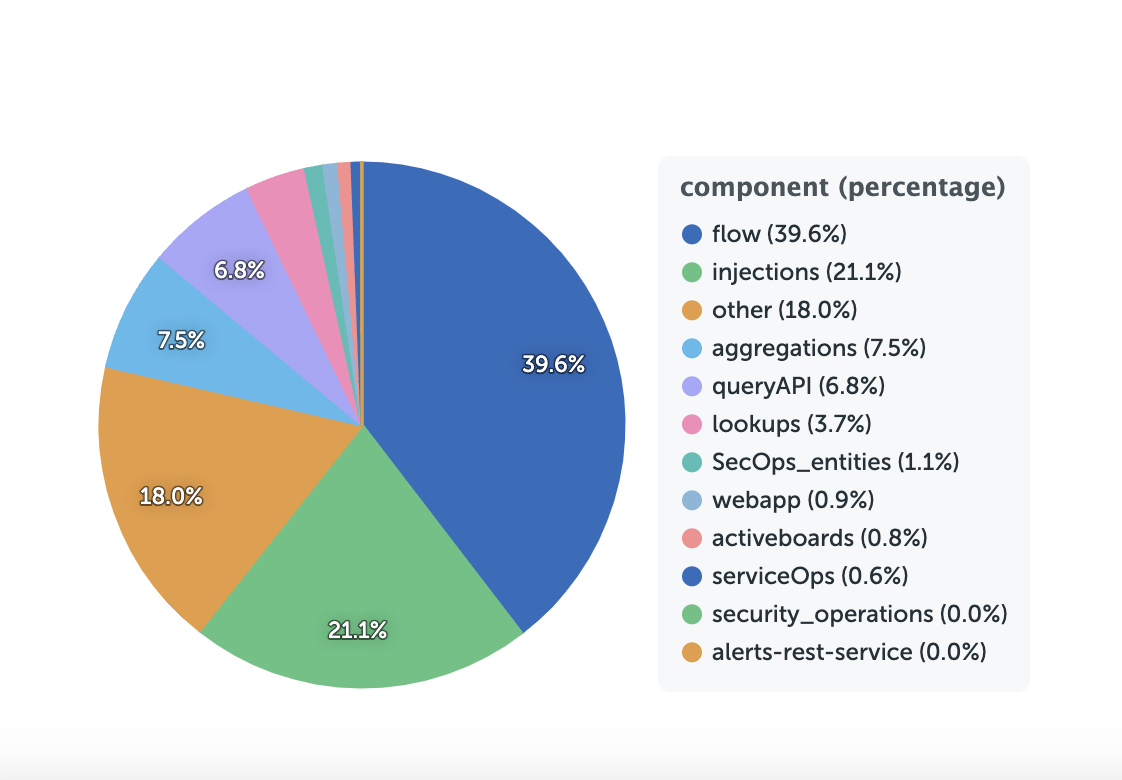 component (percentage)
flow (39.6%)
injections (21.1%)
other (18.0%)
aggregations (7.5%)
queryAPI (6.8%)
lookups (3.7%)
SecOps_entities (1.1%)
webapp (0.9%)
activeboards (0.8%)
serviceOps (0.6%)
security_operations (0.0%)
alerts-rest-service (0.0%)
6.8%
7.5%
39.6%
18.0%
21.1%